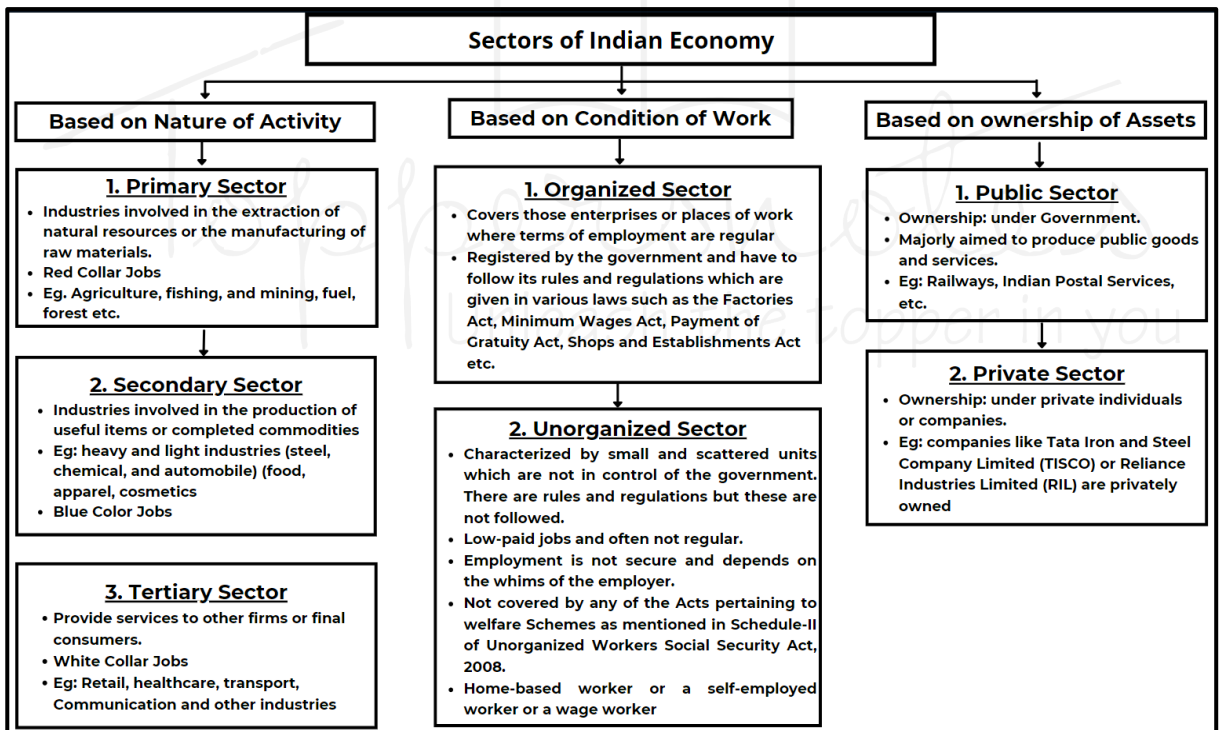 Sectors of Indian Economy
Based on Nature of Activity
1. Primary Sector
• Industries involved in the extraction of
natural resources or the manufacturing of
raw materials.
• Red Collar Jobs
• Eg. Agriculture, fishing, and mining, fuel,
forest etc.
2. Secondary Sector
• Industries involved in the production of
useful items or completed commodities
• Eg: heavy and light industries (steel,
chemical, and automobile) (food,
apparel, cosmetics
• Blue Color Jobs
3. Tertiary Sector
• Provide services to other firms or final
consumers.
• White Collar Jobs
• Eg: Retail, healthcare, transport,
Communication and other industries
Based on Condition of Work
1. Organized Sector
• Covers those enterprises or places of work
where terms of employment are regular
• Registered by the government and have to
follow its rules and regulations which are
given in various laws such as the Factories
Act, Minimum Wages Act, Payment of
Gratuity Act, Shops and Establishments Act
etc.
2. Unorganized Sector
• Characterized by small and scattered units
which are not in control of the government.
There are rules and regulations but these are
not followed.
• Low-paid jobs and often not regular.
• Employment is not secure and depends on
the whims of the employer.
• Not covered by any of the Acts pertaining to
welfare Schemes as mentioned in Schedule-II
of Unorganized Workers Social Security Act,
2008.
• Home-based worker or a self-employed
worker or a wage worker
Based on ownership of Assets
1. Public Sector
• Ownership: under Government.
• Majorly aimed to produce public goods
and services.
• Eg: Railways, Indian Postal Services,
etc.
2. Private Sector
• Ownership: under private individuals
or companies.
• Eg: companies like Tata Iron and Steel
Company Limited (TISCO) or Reliance
Industries Limited (RIL) are privately
owned
Toppersnotes
Unleash the topper in you